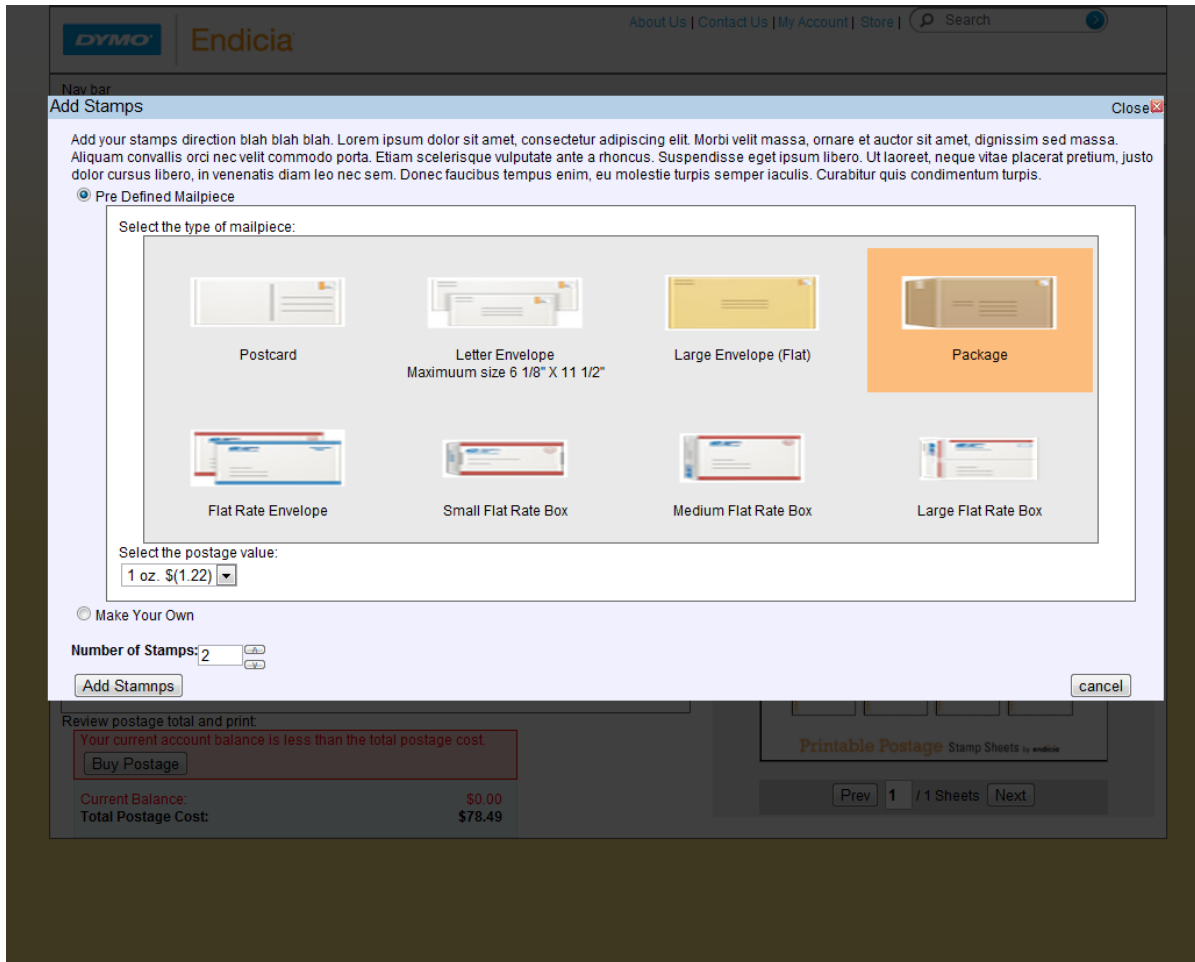 DYMO
Endicia
About Us | Contact Us | My Account | Store |
Search
Nav bar
Add Stamps
Close
Add your stamps direction blah blah blah. Lorem ipsum dolor sit amet, consectetur adipiscing elit. Morbi velit massa, ornare et auctor sit amet, dignissim sed massa.
Aliquam convallis orci nec velit commodo porta. Etiam scelerisque vulputate ante a rhoncus. Suspendisse eget ipsum libero. Ut laoreet, neque vitae placerat pretium, justo
dolor cursus libero, in venenatis diam leo nec sem. Donec faucibus tempus enim, eu molestie turpis semper iaculis. Curabitur quis condimentum turpis.
Pre Defined Mailpiece
Select the type of mailpiece:
Postcard
Letter Envelope
Maximuum size 6 1/8" X 11 1/2"
Large Envelope (Flat)
Package
Flat Rate Envelope
Small Flat Rate Box
Medium Flat Rate Box
Large Flat Rate Box
Select the postage value:
1 oz. $(1.22)
Make Your Own
Number of Stamps: 2
Add Stamnps
cancel
Review postage total and print:
Your current account balance is less than the total postage cost.
Buy Postage
Current Balance: $0.00
Total Postage Cost: $78.49
Printable Postage Stamp Sheets by endicia
Prev 1 / 1 Sheets Next